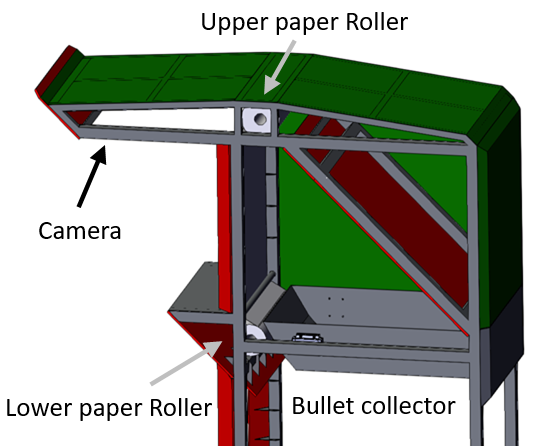 Upper paper Roller
Camera
Lower paper Roller
Bullet collector